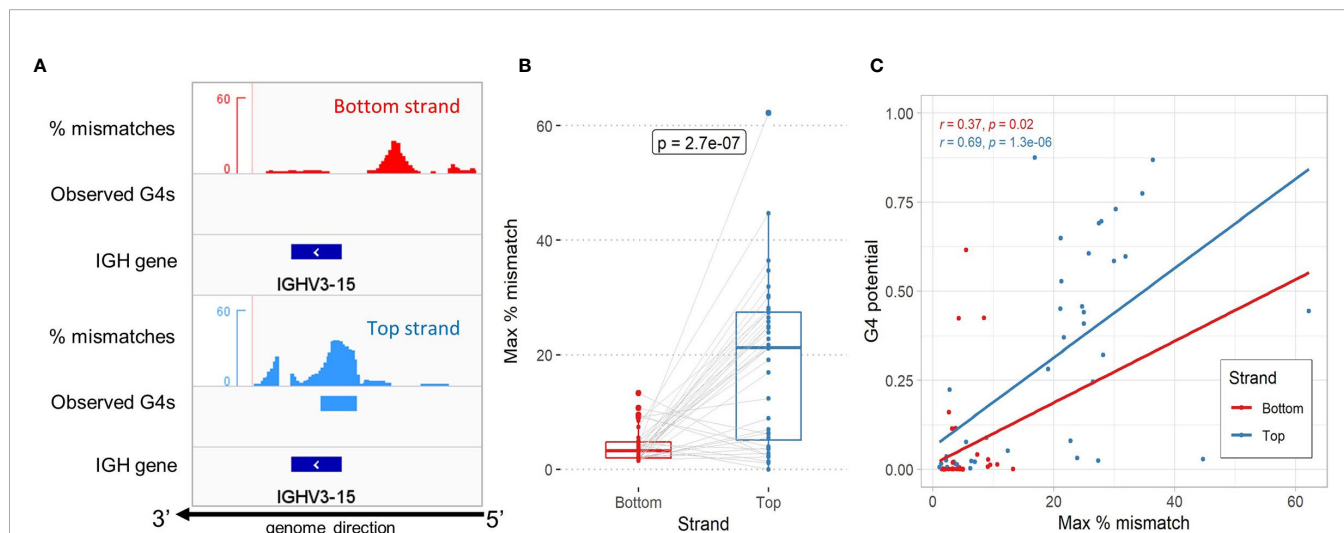 A
60
Bottom strand
% mismatches
0
Observed G4s
IGH gene
<
IGHV3-15
60
Top strand
% mismatches
0
Observed G4s
IGH gene
<
IGHV3-15
3’
5’
genome direction
B
60
p = 2.7e-07
40
20
0
Max % mismatch
Bottom
Top
Strand
C
1.00
r = 0.37, p = 0.02
r = 0.69, p = 1.3e-06
0.75
0.50
0.25
0.00
G4 potential
Strand
Bottom
Top
0
20
40
60
Max % mismatch